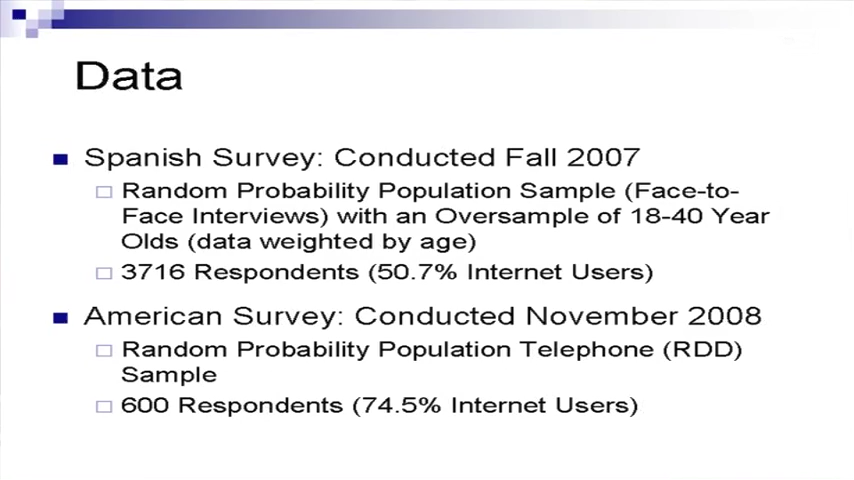 Data
Spanish Survey: Conducted Fall 2007
Random Probability Population Sample (Face-to-
Face Interviews) with an Oversample of 18-40 Year
Olds (data weighted by age)
3716 Respondents (50.7% Internet Users)
American Survey: Conducted November 2008
Random Probability Population Telephone (RDD)
Sample
600 Respondents (74.5% Internet Users)